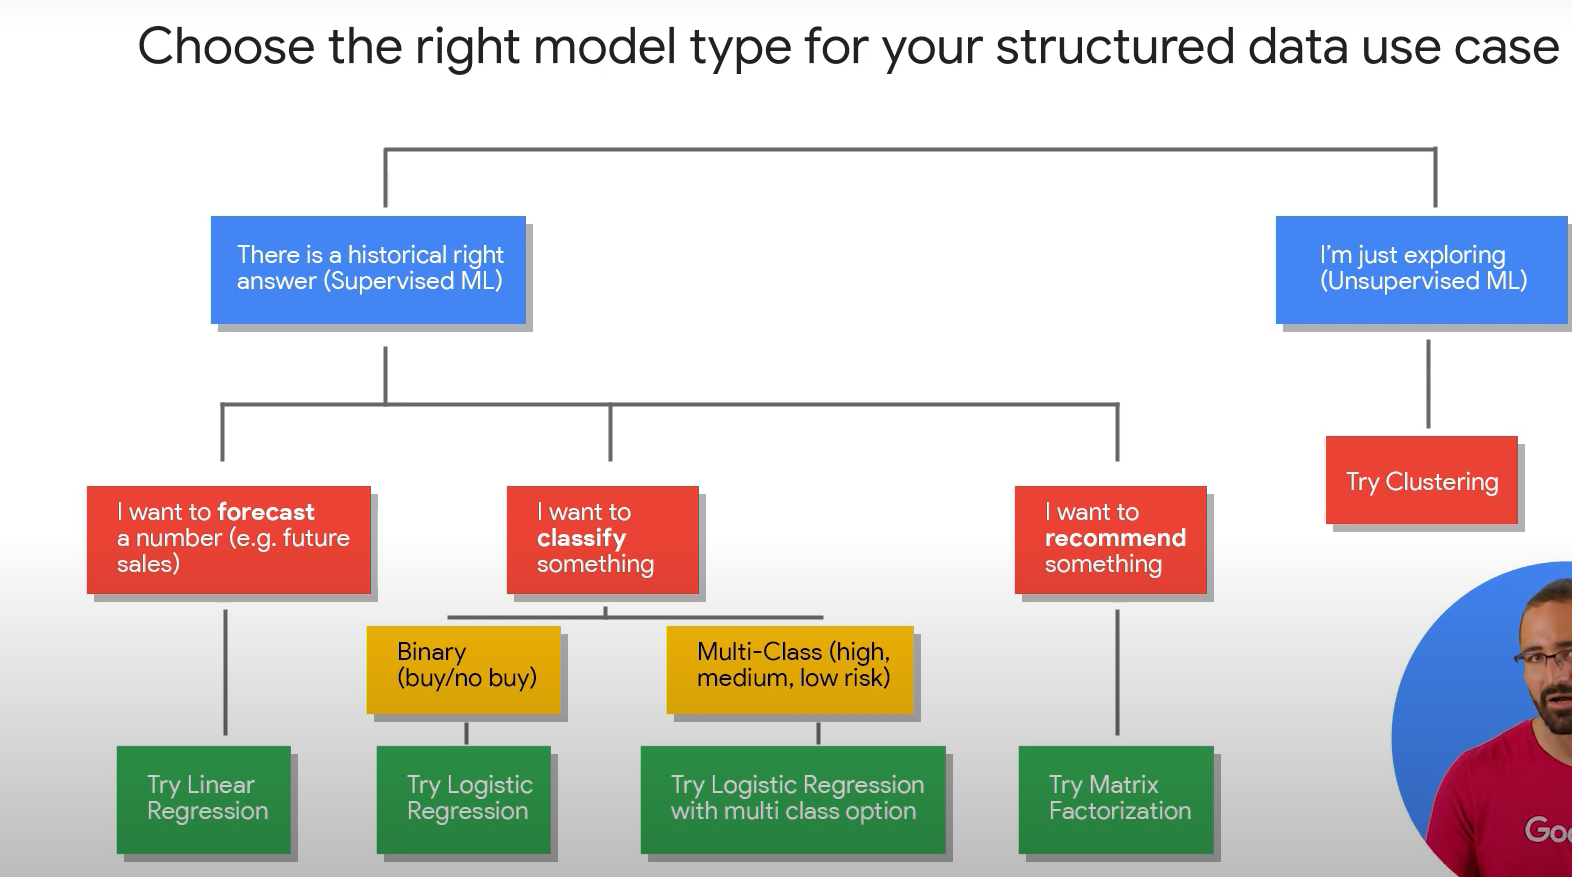 Choose the right model type for your structured data use case
There is a historical right
answer (Supervised ML)
I'm just exploring
(Unsupervised ML)
I want to forecast
a number (e.g. future
sales)
I want to
classify
something
I want to
recommend
something
Try Clustering
Binary
(buy/no buy)
Multi-Class (high,
medium, low risk)
Try Linear
Regression
Try Logistic
Regression
Try Logistic Regression
with multi class option
Try Matrix
Factorization